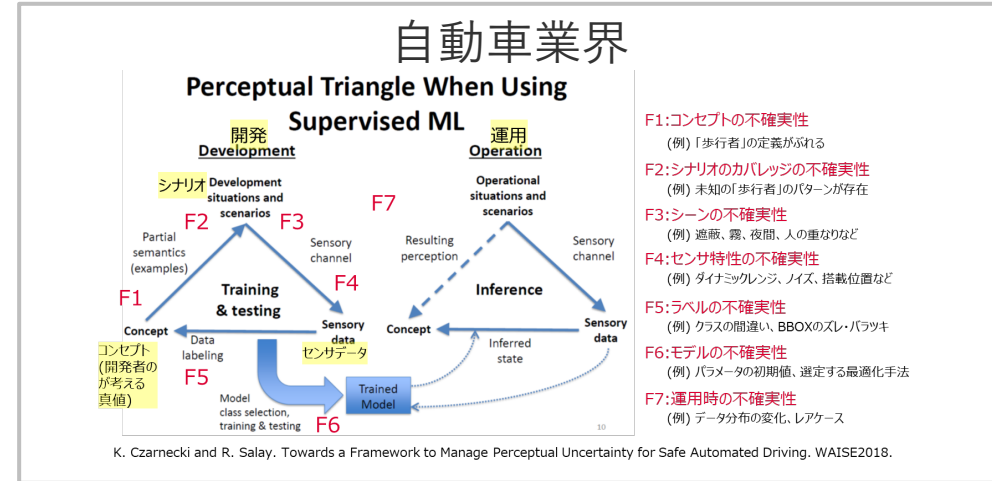 自動車業界
Perceptual Triangle When Using
Supervised ML
開発
Development
運用
Operation
シナリオ
Development
situations and
scenarios
F2
F3
Partial
semantics
(examples)
Sensory
channel
F4
F1
Training
& testing
Concept
Sensory
data
コンセプト
(開発者の
が考える
真値)
Data
labeling
センサデータ
F5
Model
class selection,
training & testing
F6
Trained
Model
F7
Operational
situations and
scenarios
Resulting
perception
Sensory
channel
Inference
Concept
Sensory
data
Inferred
state
10
F1:コンセプトの不確実性
(例) 「歩行者」の定義がぶれる
F2:シナリオのカバレッジの不確実性
(例) 未知の「歩行者」のパターンが存在
F3:シーンの不確実性
(例) 遮蔽、霧、夜間、人の重なりなど
F4:センサ特性の不確実性
(例) ダイナミックレンジ、ノイズ、搭載位置など
F5:ラベルの不確実性
(例) クラスの間違い、BBOXのズレ・バラツキ
F6:モデルの不確実性
(例) パラメータの初期値、選定する最適化手法
F7:運用時の不確実性
(例) データ分布の変化、レアケース
K. Czarnecki and R. Salay. Towards a Framework to Manage Perceptual Uncertainty for Safe Automated Driving. WAISE2018.